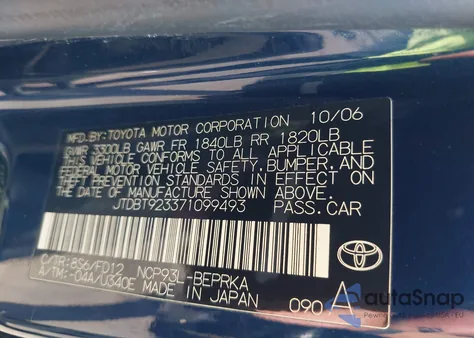 MFD. BY: TOYOTA MOTOR CORPORATION 10/06
GVWR 3300LB GAWR FR 1840LB RR 1820LB
THIS VEHICLE CONFORMS TO ALL APPLICABLE
FEDERAL MOTOR VEHICLE SAFETY, BUMPER, AND
THEFT PREVENTION STANDARDS IN EFFECT ON
THE DATE OF MANUFACTURE SHOWN ABOVE.
JTDBT923371099493 PASS. CAR
C/TR: 8S6/FD12 NCP93L-BEPRKA
A/TM: -04A/U340E MADE IN JAPAN 090 A
autoSnap